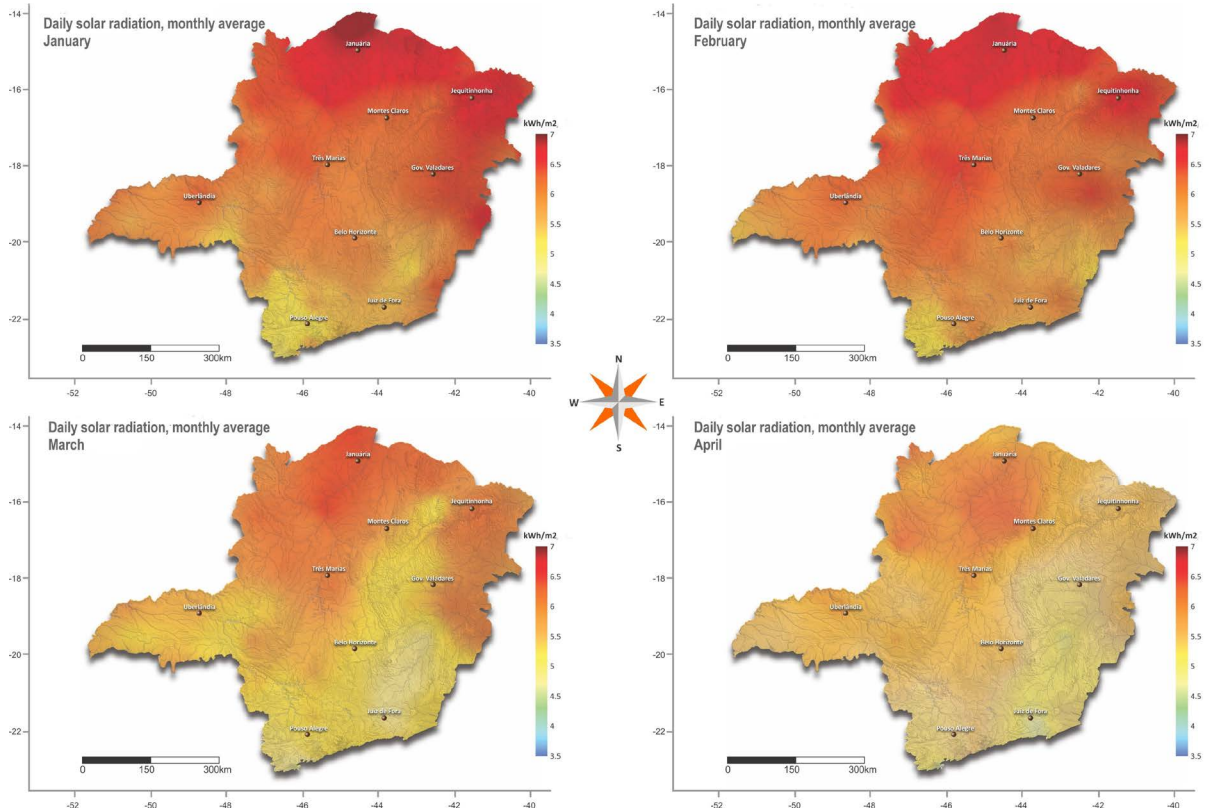 Daily solar radiation, monthly average
January
-14
-16
-18
-20
-22
Januária
Jequitinhonha
Montes Claros
Três Marias
Gov. Valadares
Uberlândia
Belo Horizonte
Juiz de Fora
Pouso Alegre
kWh/m2
7
6.5
6
5.5
5
4.5
4
3.5
0 150 300km
-52 -50 -48 -46 -44 -42 -40
Daily solar radiation, monthly average
February
-14
-16
-18
-20
-22
Januária
Jequitinhonha
Montes Claros
Três Marias
Gov. Valadares
Uberlândia
Belo Horizonte
Juiz de Fora
Pouso Alegre
kWh/m2
7
6.5
6
5.5
5
4.5
4
3.5
0 150 300km
-52 -50 -48 -46 -44 -42 -40
N
W E
S
Daily solar radiation, monthly average
March
-14
-16
-18
-20
-22
Januária
Jequitinhonha
Montes Claros
Três Marias
Gov. Valadares
Uberlândia
Belo Horizonte
Juiz de Fora
Pouso Alegre
kWh/m2
7
6.5
6
5.5
5
4.5
4
3.5
0 150 300km
-52 -50 -48 -46 -44 -42 -40
Daily solar radiation, monthly average
April
-14
-16
-18
-20
-22
Januária
Jequitinhonha
Montes Claros
Três Marias
Gov. Valadares
Uberlândia
Belo Horizonte
Juiz de Fora
Pouso Alegre
kWh/m2
7
6.5
6
5.5
5
4.5
4
3.5
0 150 300km
-52 -50 -48 -46 -44 -42 -40